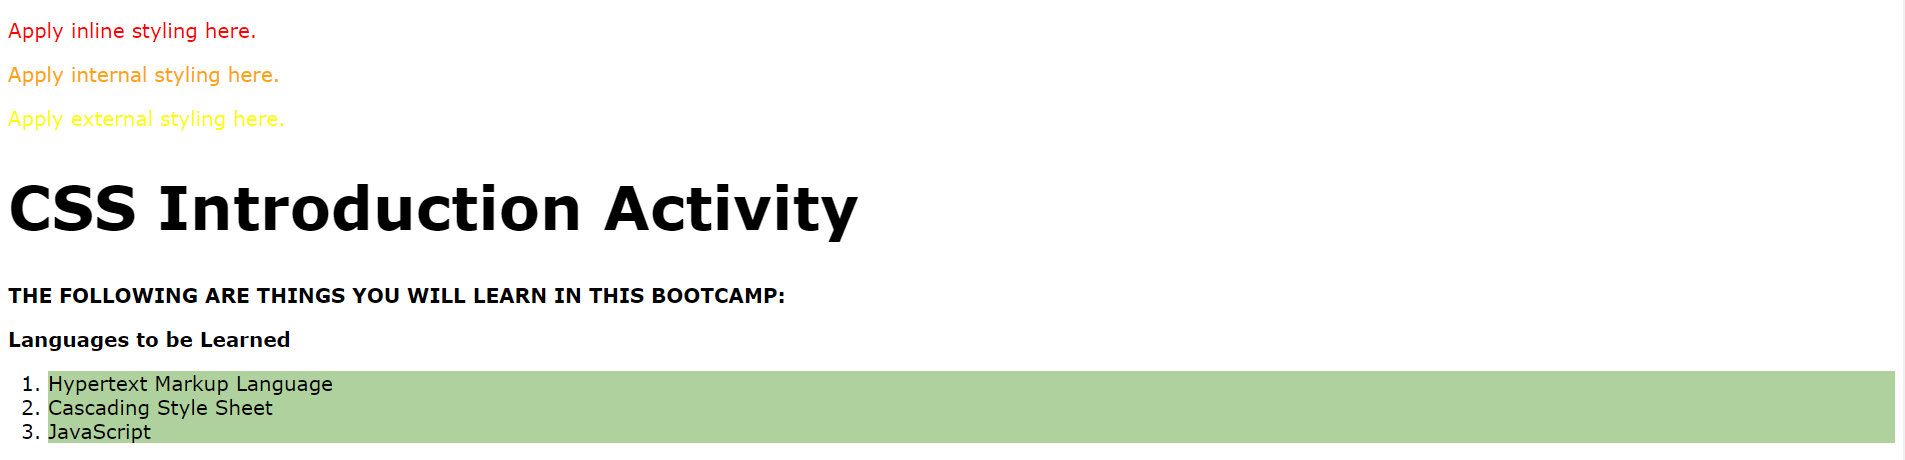 Apply inline styling here.
Apply internal styling here.
Apply external styling here.
CSS Introduction Activity
THE FOLLOWING ARE THINGS YOU WILL LEARN IN THIS BOOTCAMP:
Languages to be Learned
1. Hypertext Markup Language
2. Cascading Style Sheet
3. JavaScript